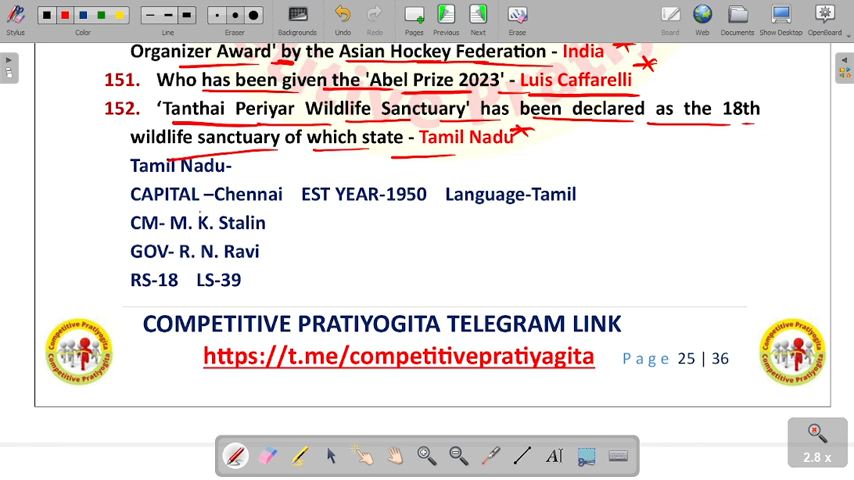 Stylus
Color
Line
Eraser
Backgrounds
Undo
Redo
Pages
Previous
Next
Erase
Board
Web
Documents
Show Desktop
OpenBoard
Organizer Award' by the Asian Hockey Federation - India
151. Who has been given the 'Abel Prize 2023' - Luis Caffarelli
152. ‘Tanthai Periyar Wildlife Sanctuary' has been declared as the 18th
wildlife sanctuary of which state - Tamil Nadu
Tamil Nadu-
CAPITAL –Chennai EST YEAR-1950 Language-Tamil
CM- M. K. Stalin
GOV- R. N. Ravi
RS-18 LS-39
COMPETITIVE PRATIYOGITA TELEGRAM LINK
https://t.me/competitivepratiyagita
Page 25 | 36
Competitive Pratiyogita
Competitive Pratiyogita
2.8 x